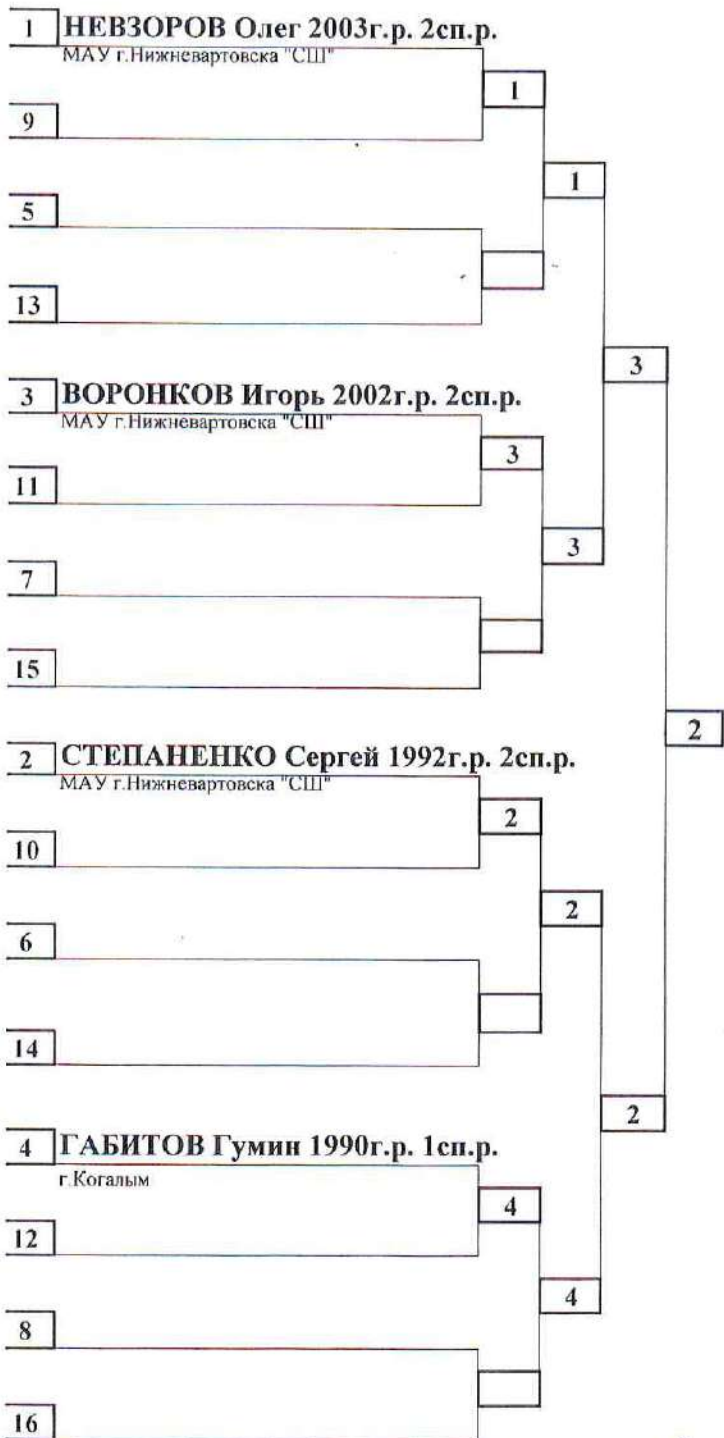 1 НЕВЗОРОВ Олег 2003г.р. 2сп.р.
МАУ г.Нижневартовска "СШ"
1
9
1
5
13
3
3 ВОРОНКОВ Игорь 2002г.р. 2сп.р.
МАУ г.Нижневартовска "СШ"
3
11
3
7
15
2
2 СТЕПАНЕНКО Сергей 1992г.р. 2сп.р.
МАУ г.Нижневартовска "СШ"
2
10
2
6
14
2
4 ГАБИТОВ Гумин 1990г.р. 1сп.р.
г.Когалым
4
12
4
8
16